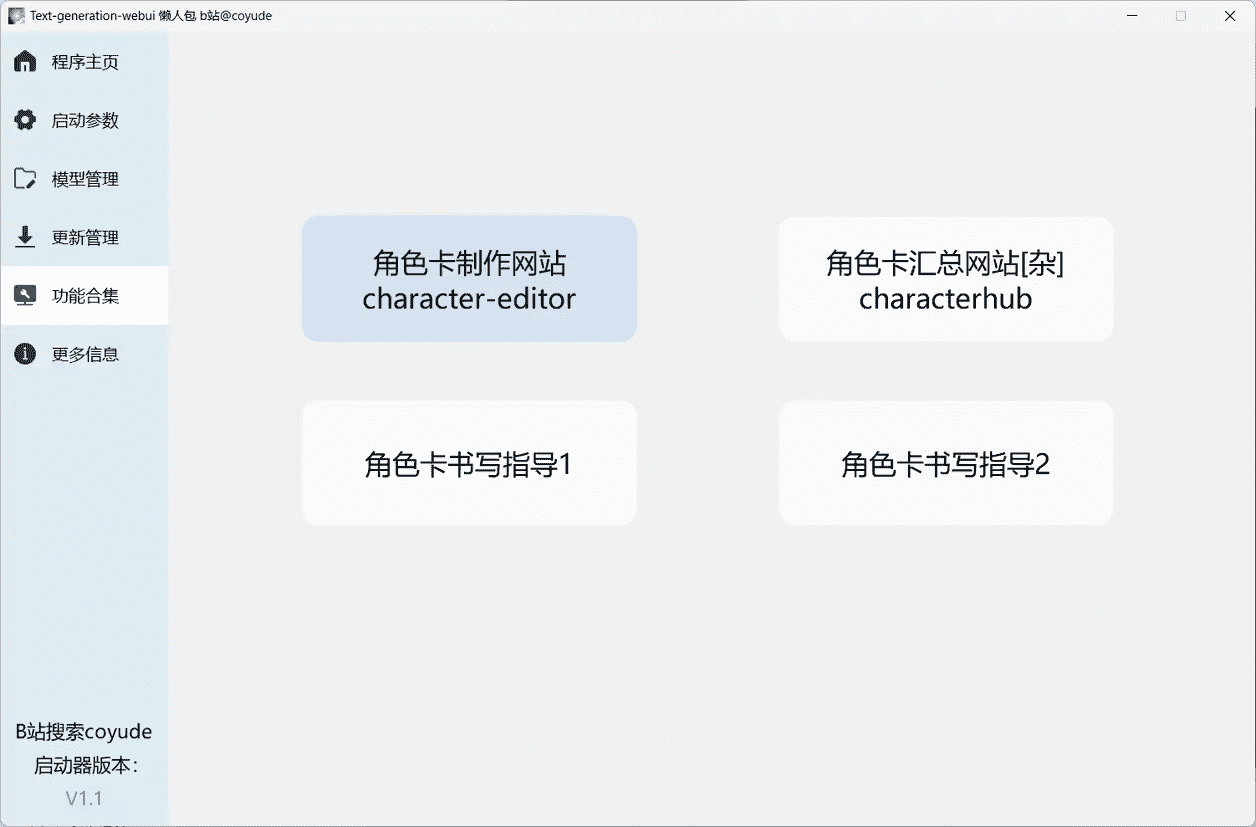 Text-generation-webui 懒人包 b站@coyude
程序主页
启动参数
模型管理
更新管理
功能合集
更多信息
角色卡制作网站
character-editor
角色卡汇总网站[杂]
characterhub
角色卡书写指导1
角色卡书写指导2
B站搜索coyude
启动器版本：
V1.1